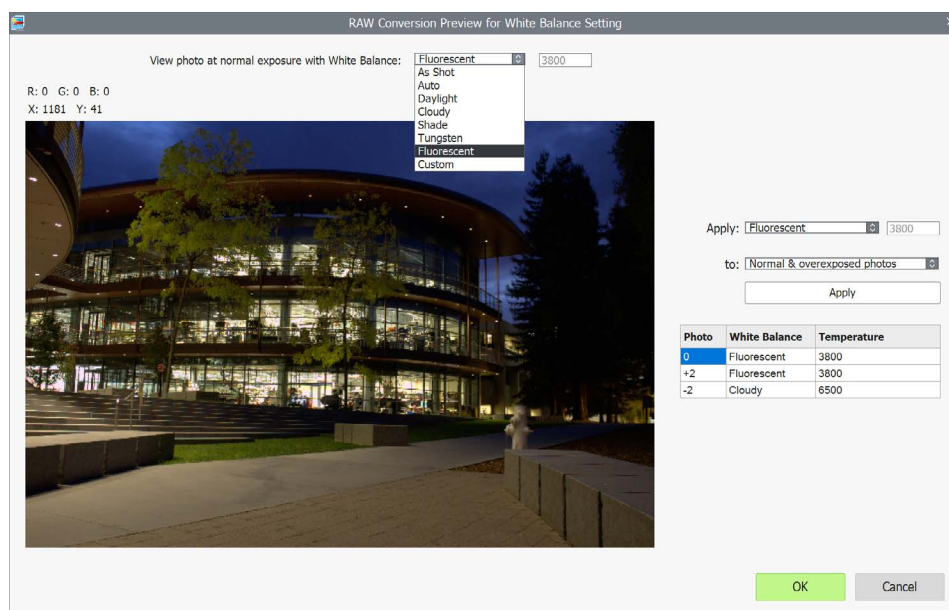 RAW Conversion Preview for White Balance Setting
View photo at normal exposure with White Balance: Fluorescent 3800
As Shot
Auto
Daylight
Cloudy
Shade
Tungsten
Fluorescent
Custom
R: 0 G: 0 B: 0
X: 1181 Y: 41
Apply: Fluorescent 3800
to: Normal & overexposed photos
Apply
Photo White Balance Temperature
0 Fluorescent 3800
+2 Fluorescent 3800
-2 Cloudy 6500
OK Cancel